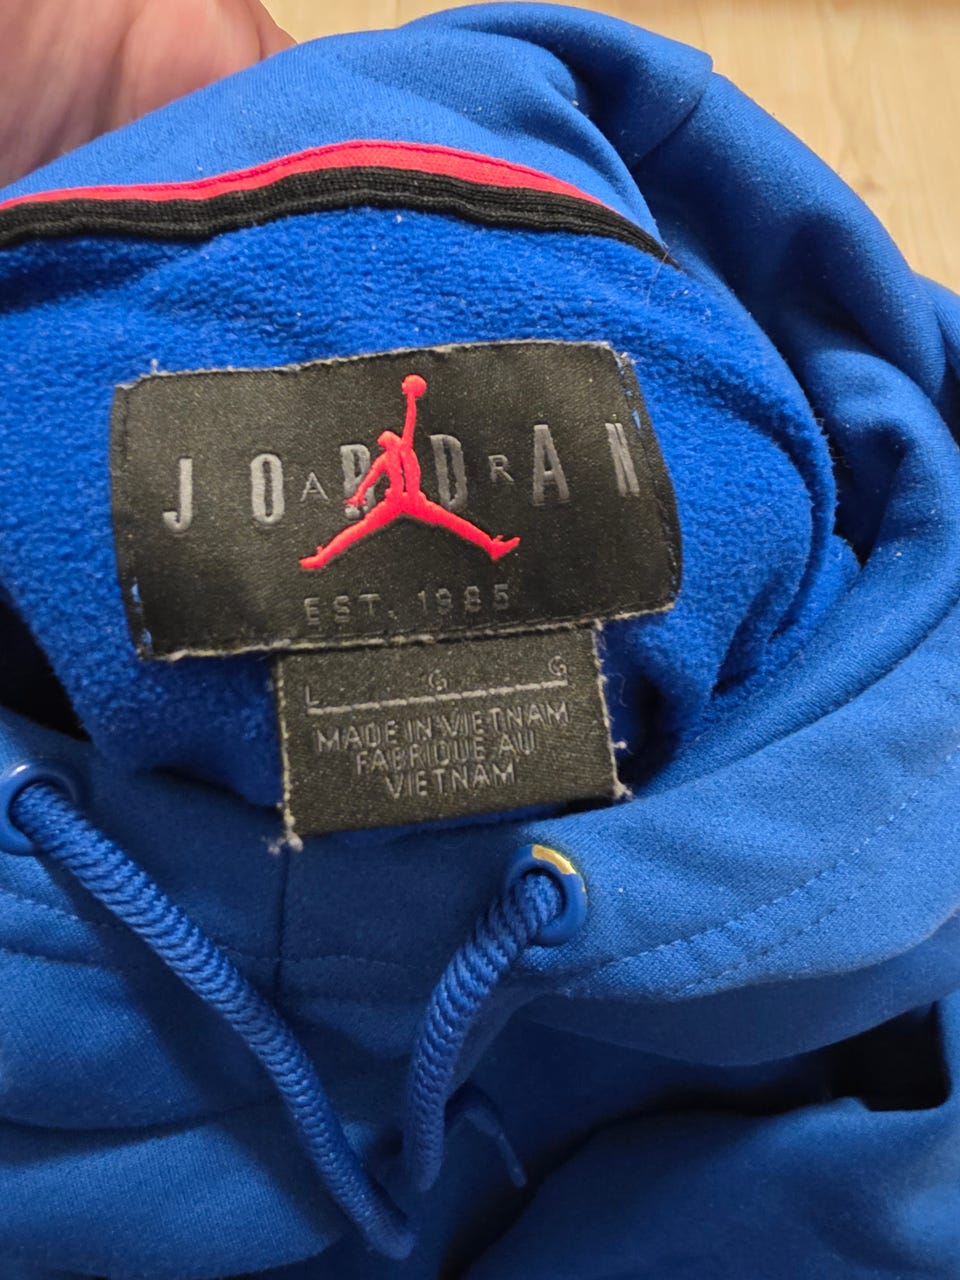 JORDAN
AIR
EST. 1985
L G G
MADE IN VIETNAM
FABRIQUE AU
VIETNAM